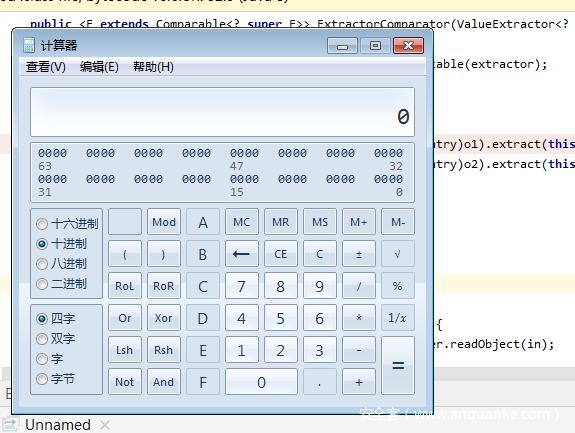 public <E extends Comparable<? super E>> ExtractorComparator(ValueExtractor<?
计算器
查看(V) 编辑(E) 帮助(H)
table(extractor);
0
0000 0000 0000 0000 0000 0000 0000 0000
63 47 32
0000 0000 0000 0000 0000 0000 0000 0000
31 15 0
ntry)o1).extract(this
ntry)o2).extract(this
十六进制
十进制
八进制
二进制
Mod A MC MR MS M+ M-
( ) B ← CE C ± √
RoL RoR C 7 8 9 / %
四字
双字
字
字节
Or Xor D 4 5 6 * 1/x
Lsh Rsh E 1 2 3 - =
Not And F 0 . +
{
er.readObject(in);
E
Unnamed ×
安全客 ( www.anquanke.com )